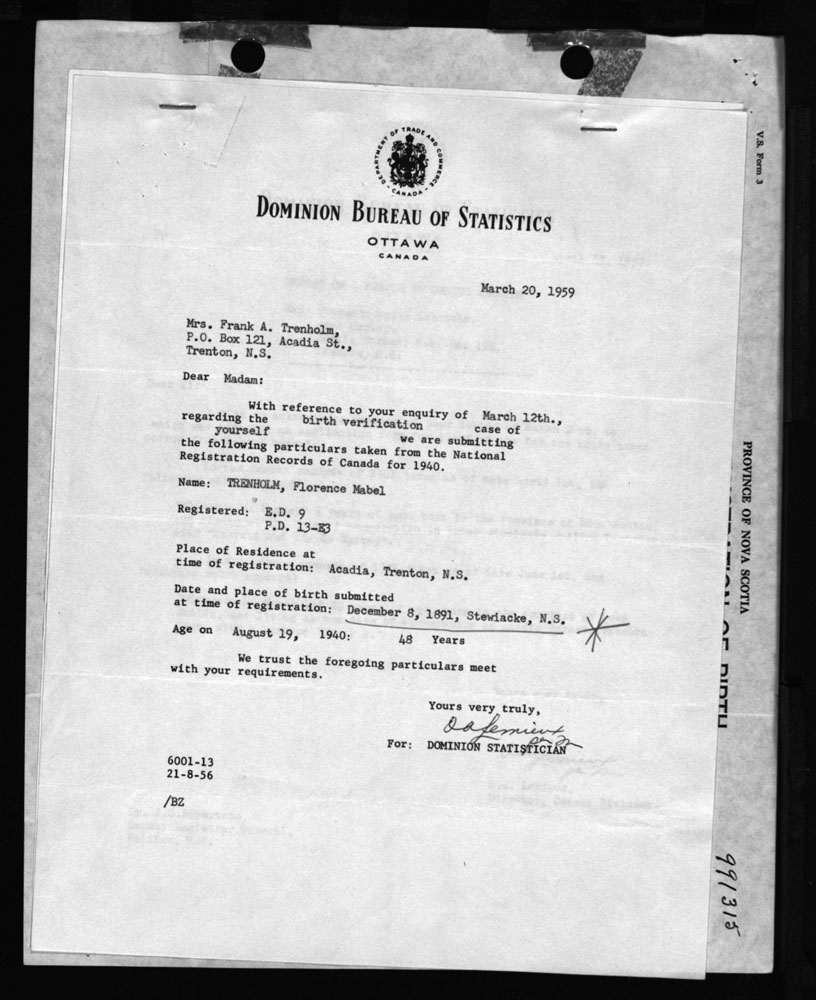 DEPARTMENT OF TRADE AND COMMERCE
CANADA
DOMINION BUREAU OF STATISTICS
OTTAWA
CANADA
March 20, 1959
Mrs. Frank A. Trenholm,
P.O. Box 121, Acadia St.,
Trenton, N.S.
Dear Madam:
With reference to your enquiry of March 12th.,
regarding the birth verification case of
yourself we are submitting
the following particulars taken from the National
Registration Records of Canada for 1940.
Name: TRENHOLM, Florence Mabel
Registered: E.D. 9
P.D. 13-E3
Place of Residence at
time of registration: Acadia, Trenton, N.S.
Date and place of birth submitted
at time of registration: December 8, 1891, Stewiacke, N.S.
Age on August 19, 1940: 48 Years
We trust the foregoing particulars meet
with your requirements.
Yours very truly,
For: DOMINION STATISTICIAN
6001-13
21-8-56
/BZ
V.S. Form 3
PROVINCE OF NOVA SCOTIA
OF BIRTH
991315